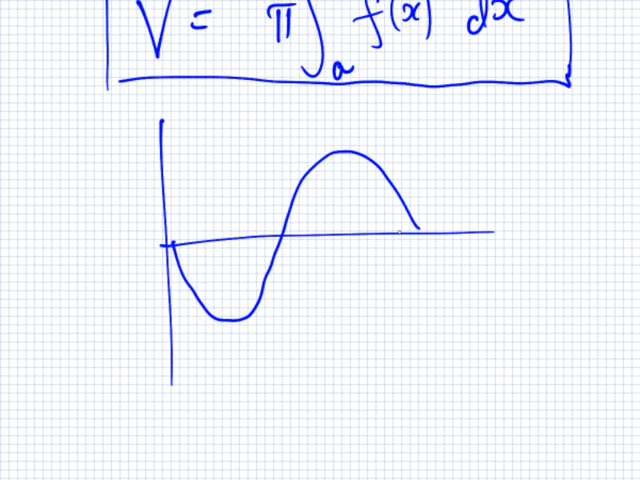 V = π∫a f(x) dx